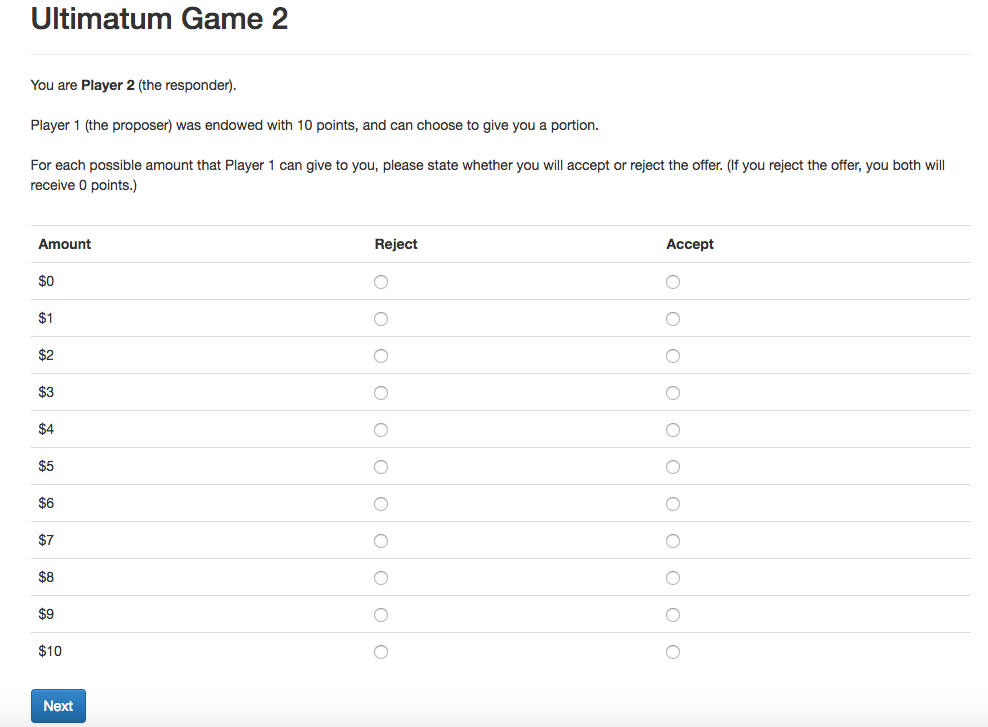 Ultimatum Game 2
You are Player 2 (the responder).
Player 1 (the proposer) was endowed with 10 points, and can choose to give you a portion.
For each possible amount that Player 1 can give to you, please state whether you will accept or reject the offer. (If you reject the offer, you both will
receive 0 points.)
Amount Reject Accept
$0
$1
$2
$3
$4
$5
$6
$7
$8
$9
$10
Next